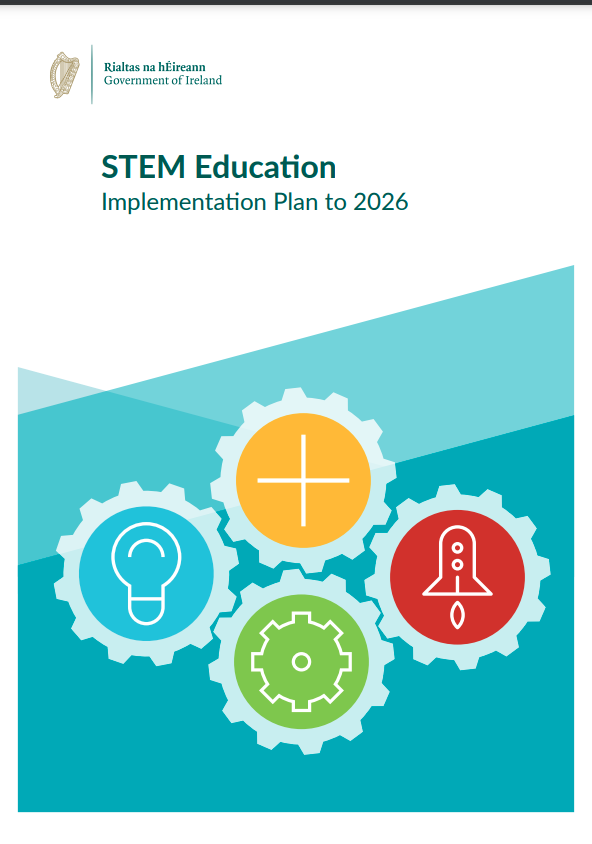 Rialtas na hÉireann
Government of Ireland
STEM Education
Implementation Plan to 2026